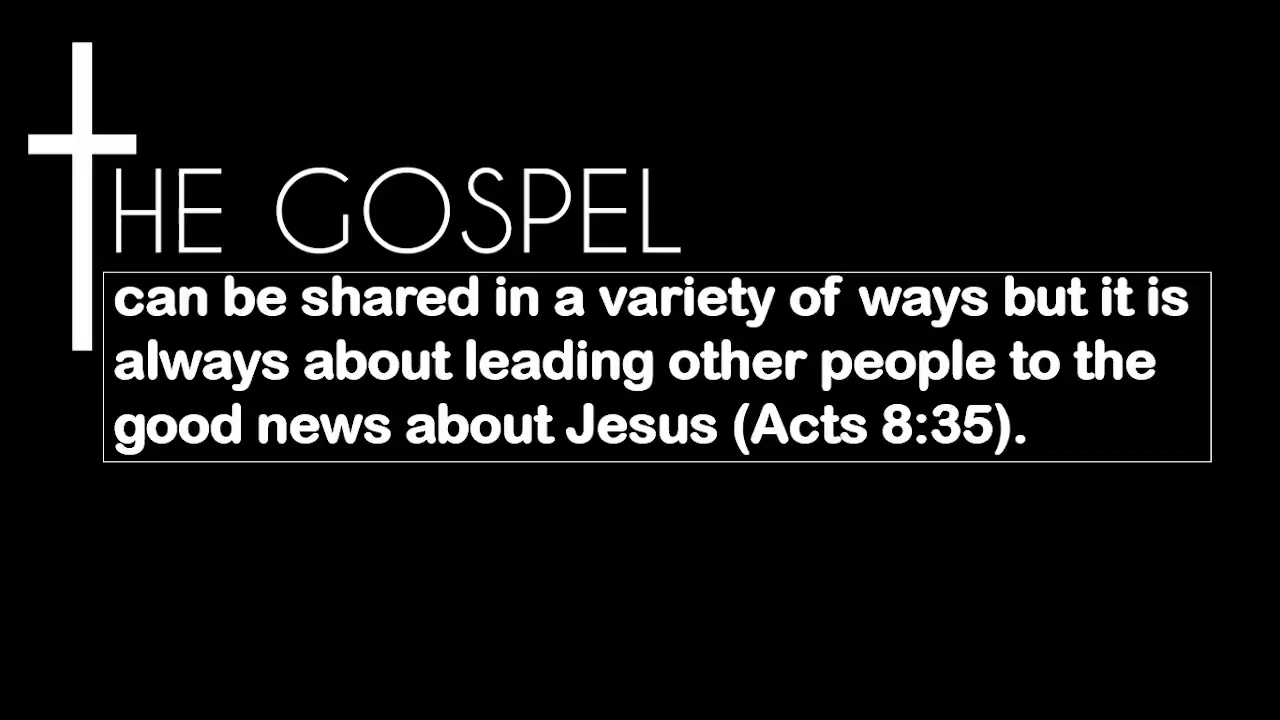 THE GOSPEL
can be shared in a variety of ways but it is
always about leading other people to the
good news about Jesus (Acts 8:35).